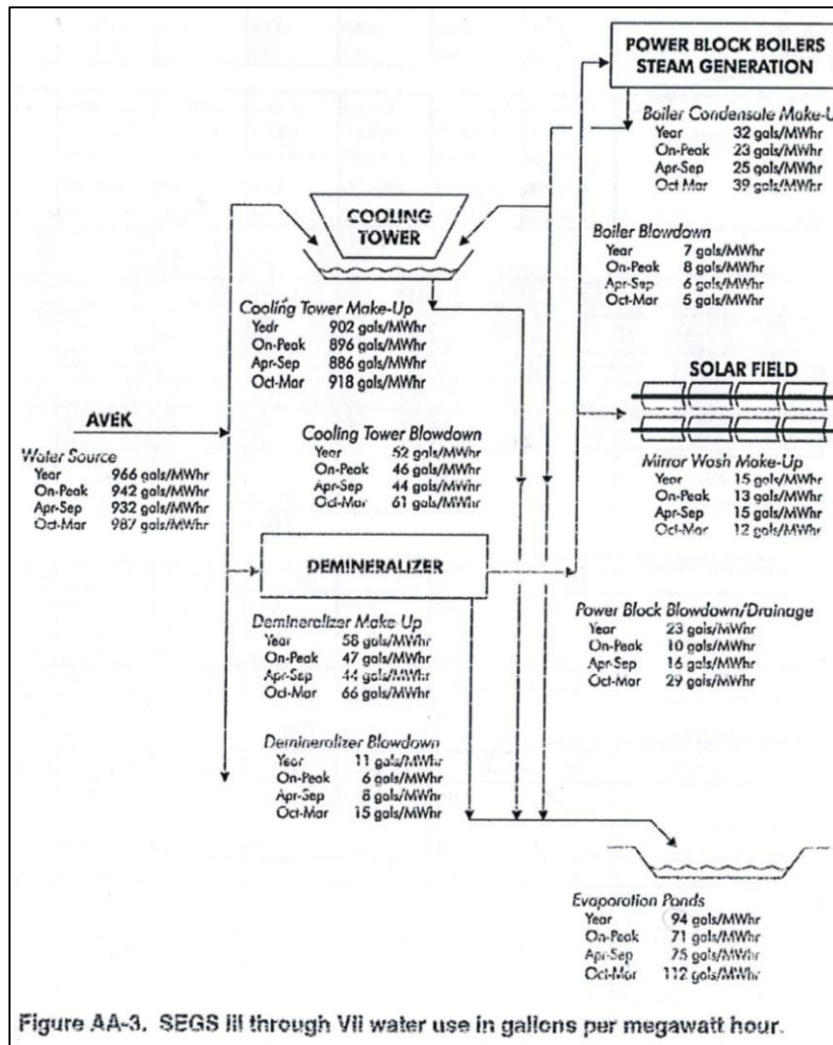 POWER BLOCK BOILERS
STEAM GENERATION
Boiler Condensate Make-U
Year 32 gals/MWhr
On-Peak 23 gals/MWhr
Apr-Sep 25 gals/MWhr
Oct-Mar 39 gals/MWhr
COOLING
TOWER
Boiler Blowdown
Year 7 gals/MWhr
On-Peak 8 gals/MWhr
Apr-Sep 6 gals/MWhr
Oct-Mar 5 gals/MWhr
Cooling Tower Make-Up
Year 902 gals/MWhr
On-Peak 896 gals/MWhr
Apr-Sep 886 gals/MWhr
Oct-Mar 918 gals/MWhr
SOLAR FIELD
AVEK
Water Source
Year 966 gals/MWhr
On-Peak 942 gals/MWhr
Apr-Sep 932 gals/MWhr
Oct-Mar 987 gals/MWhr
Cooling Tower Blowdown
Year 52 gals/MWhr
On-Peak 46 gals/MWhr
Apr-Sep 44 gals/MWhr
Oct-Mar 61 gals/MWhr
Mirror Wash Make-Up
Year 15 gals/MWhr
On-Peak 13 gals/MWhr
Apr-Sep 15 gals/MWhr
Oct-Mar 12 gals/MWhr
DEMINERALIZER
Demineralizer Make Up
Year 58 gals/MWhr
On-Peak 47 gals/MWhr
Apr-Sep 44 gals/MWhr
Oct-Mar 66 gals/MWhr
Power Block Blowdown/Drainage
Year 23 gals/MWhr
On-Peak 10 gals/MWhr
Apr-Sep 16 gals/MWhr
Oct-Mar 29 gals/MWhr
Demineralizer Blowdown
Year 11 gals/MWhr
On-Peak 6 gals/MWhr
Apr-Sep 8 gals/MWhr
Oct-Mar 15 gals/MWhr
Evaporation Ponds
Year 94 gals/MWhr
On-Peak 71 gals/MWhr
Apr-Sep 75 gals/MWhr
Oct-Mar 112 gals/MWhr
Figure AA-3. SEGS III through VII water use in gallons per megawatt hour.